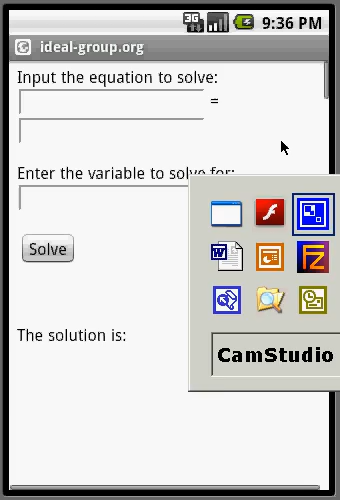 3G 9:36 PM
ideal-group.org
Input the equation to solve:
=
Enter the variable to solve for:
Solve
The solution is:
CamStudio